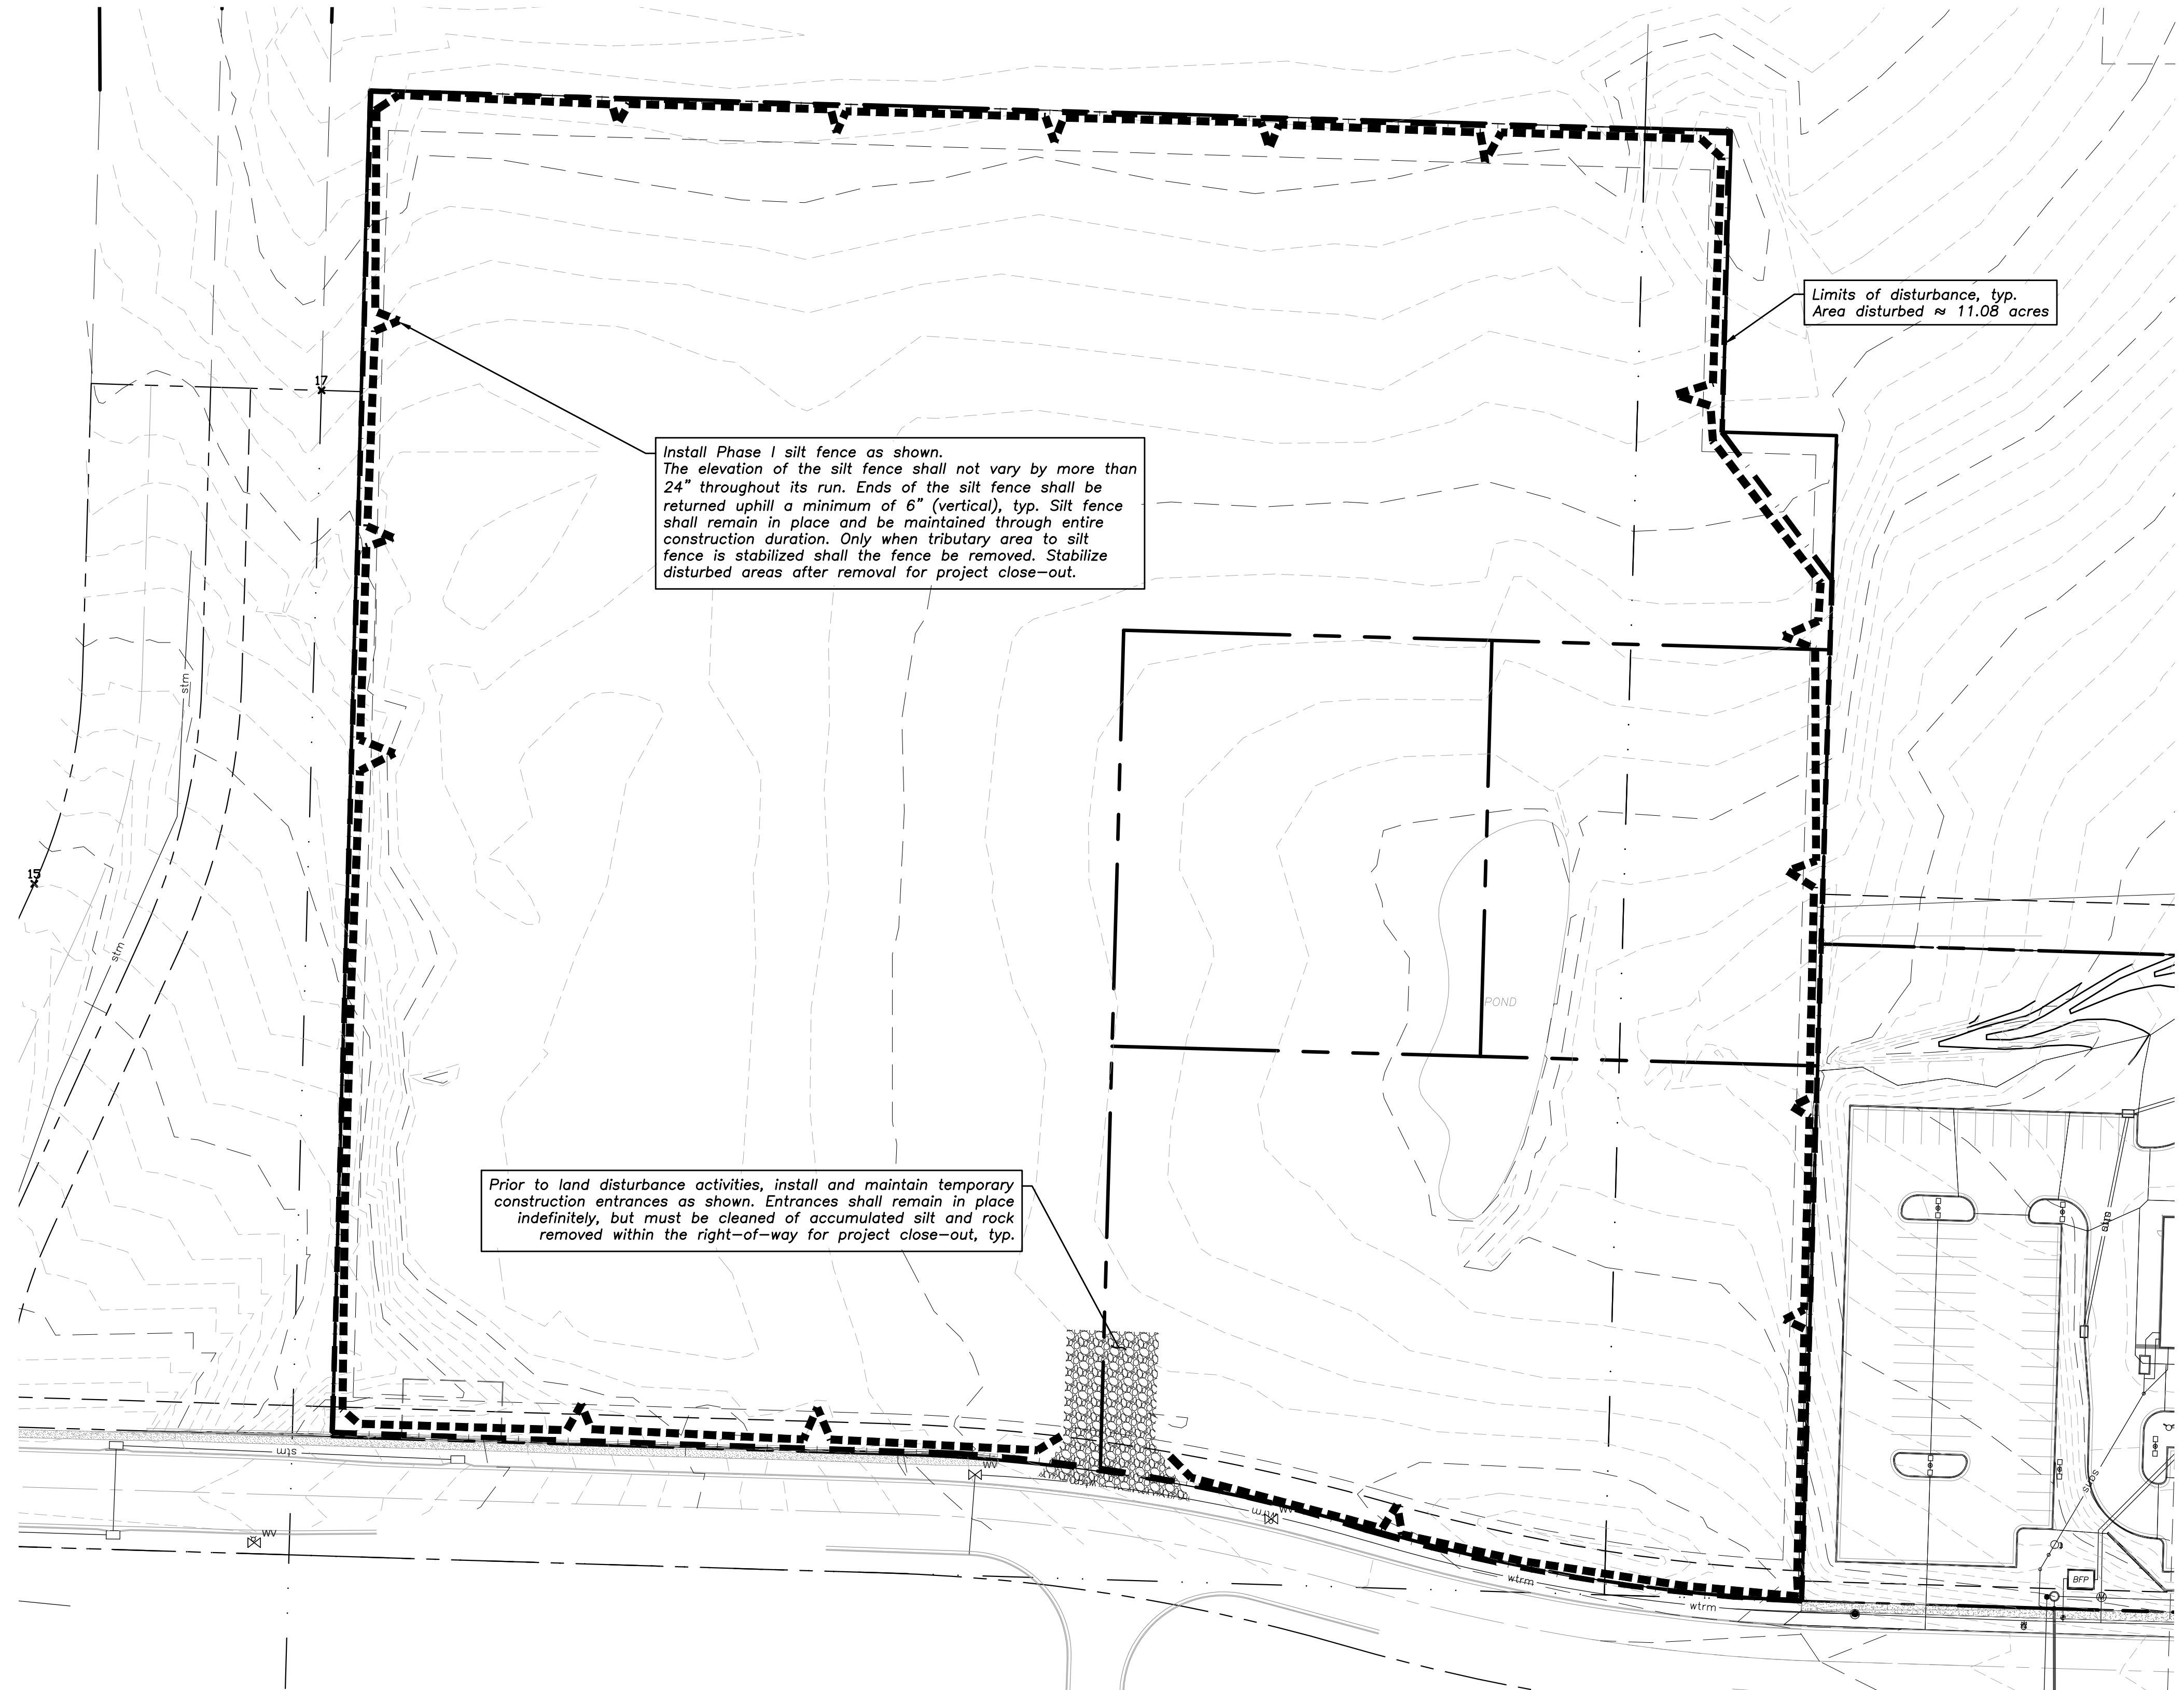 Limits of disturbance, typ.
Area disturbed ≈ 11.08 acres
17
Install Phase I silt fence as shown.
The elevation of the silt fence shall not vary by more than
24” throughout its run. Ends of the silt fence shall be
returned uphill a minimum of 6” (vertical), typ. Silt fence
shall remain in place and be maintained through entire
construction duration. Only when tributary area to silt
fence is stabilized shall the fence be removed. Stabilize
disturbed areas after removal for project close—out.
stm
15
stm
POND
Prior to land disturbance activities, install and maintain temporary
construction entrances as shown. Entrances shall remain in place
indefinitely, but must be cleaned of accumulated silt and rock
removed within the right—of—way for project close—out, typ.
stm
WV
wtrm
WV
wtrm
WV
wtrm
wtrm
BFP